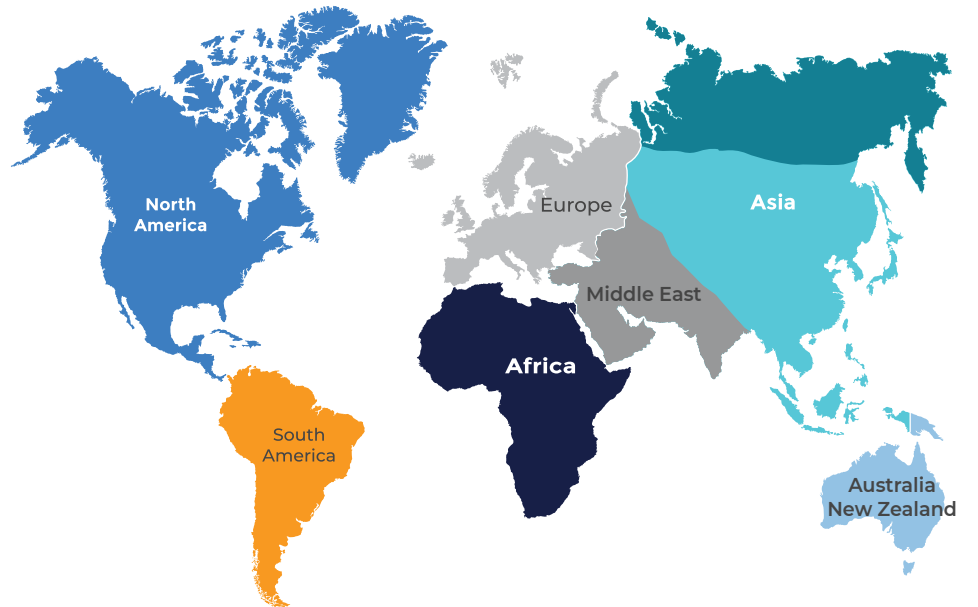 North
America
Asia
Europe
Middle East
Africa
South
America
Australia
New Zealand